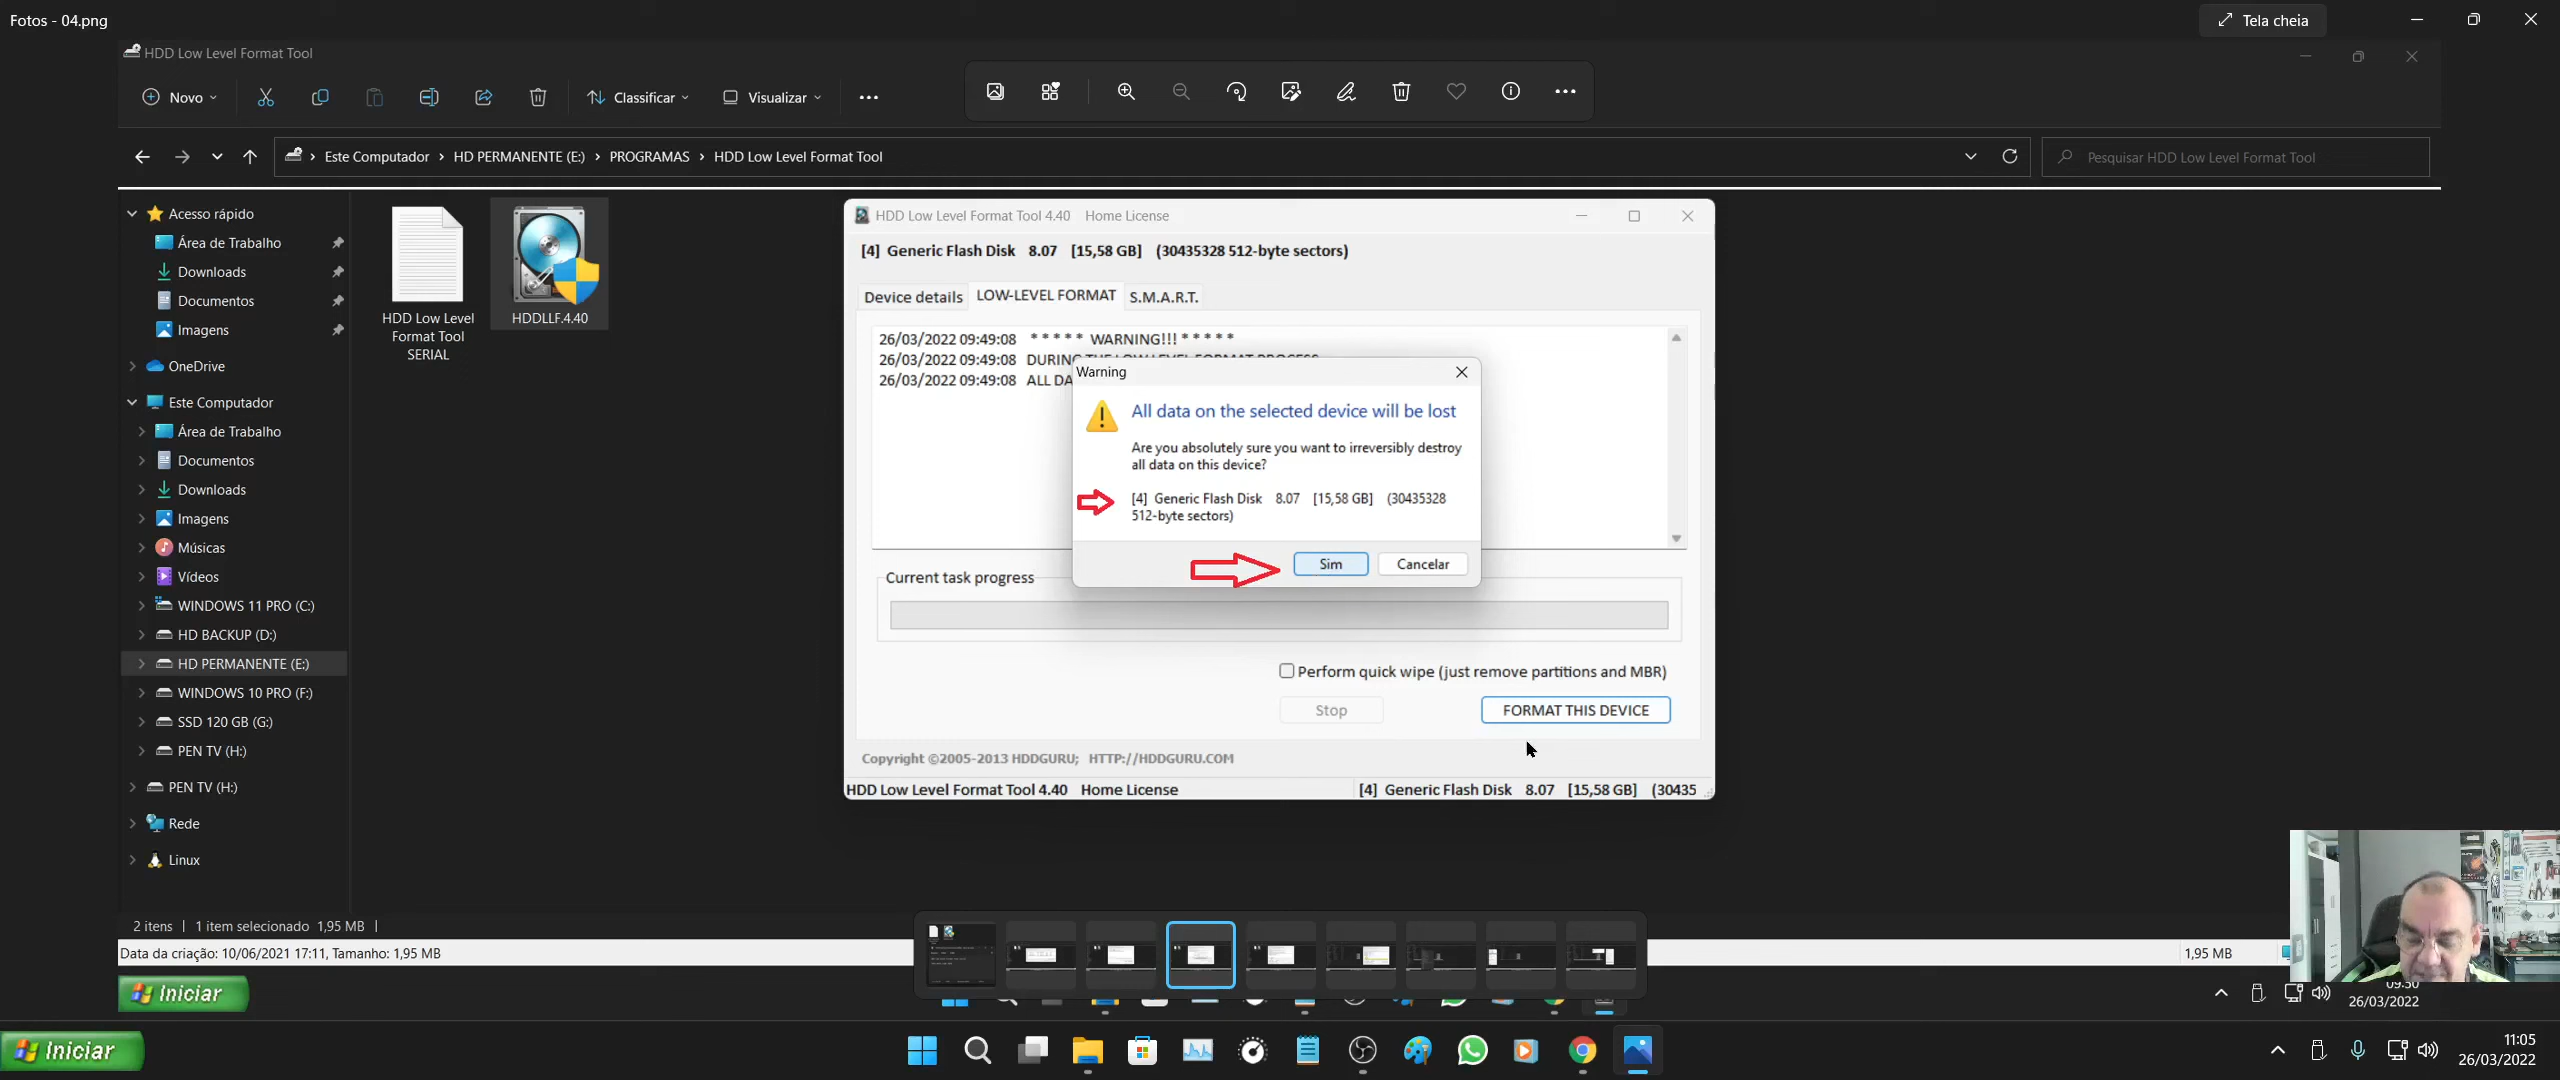 Fotos - 04.png
Tela cheia
HDD Low Level Format Tool
Novo
Classificar
Visualizar
Este Computador
HD PERMANENTE (E:)
PROGRAMAS
HDD Low Level Format Tool
Pesquisar HDD Low Level Format Tool
Acesso rápido
Área de Trabalho
Downloads
Documentos
Imagens
OneDrive
Este Computador
Área de Trabalho
Documentos
Downloads
Imagens
Músicas
Vídeos
WINDOWS 11 PRO (C:)
HD BACKUP (D:)
HD PERMANENTE (E:)
WINDOWS 10 PRO (F:)
SSD 120 GB (G:)
PEN TV (H:)
PEN TV (H:)
Rede
Linux
HDD Low Level
Format Tool
SERIAL
HDDLLF.4.40
HDD Low Level Format Tool 4.40 Home License
[4] Generic Flash Disk 8.07 [15,58 GB] (30435328 512-byte sectors)
Device details
LOW-LEVEL FORMAT
S.M.A.R.T.
26/03/2022 09:49:08 * * * * * WARNING!!! * * * * *
26/03/2022 09:49:08 DURING THE LOW-LEVEL FORMAT PROCESS
26/03/2022 09:49:08 ALL DA
Warning
All data on the selected device will be lost
Are you absolutely sure you want to irreversibly destroy
all data on this device?
[4] Generic Flash Disk 8.07 [15,58 GB] (30435328
512-byte sectors)
Sim
Cancelar
Current task progress
Perform quick wipe (just remove partitions and MBR)
Stop
FORMAT THIS DEVICE
Copyright ©2005-2013 HDDGURU; HTTP://HDDGURU.COM
HDD Low Level Format Tool 4.40 Home License
[4] Generic Flash Disk 8.07 [15,58 GB] (30435
2 itens
1 item selecionado 1,95 MB
Data da criação: 10/06/2021 17:11, Tamanho: 1,95 MB
1,95 MB
Iniciar
09:50
26/03/2022
Iniciar
11:05
26/03/2022